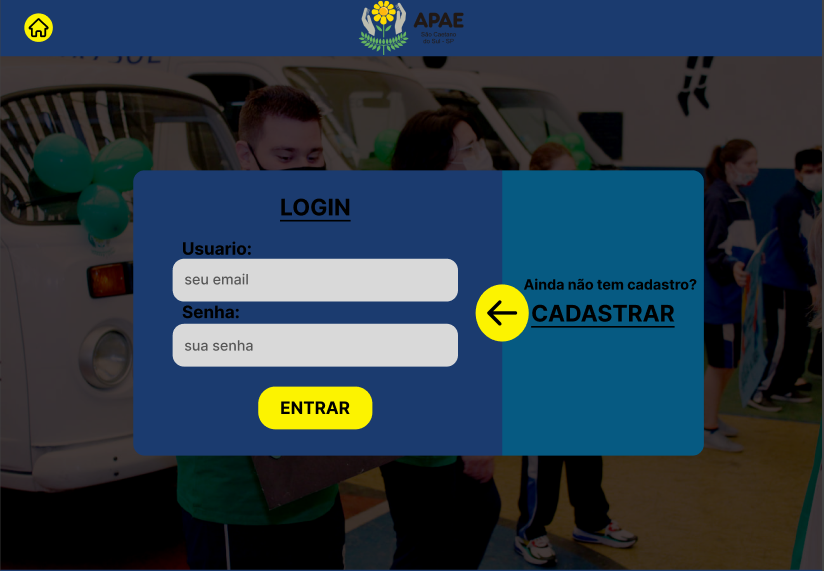 APAE
São Caetano
do Sul - SP
SUL
LOGIN
Usuario:
seu email
Senha:
sua senha
ENTRAR
Ainda não tem cadastro?
CADASTRAR